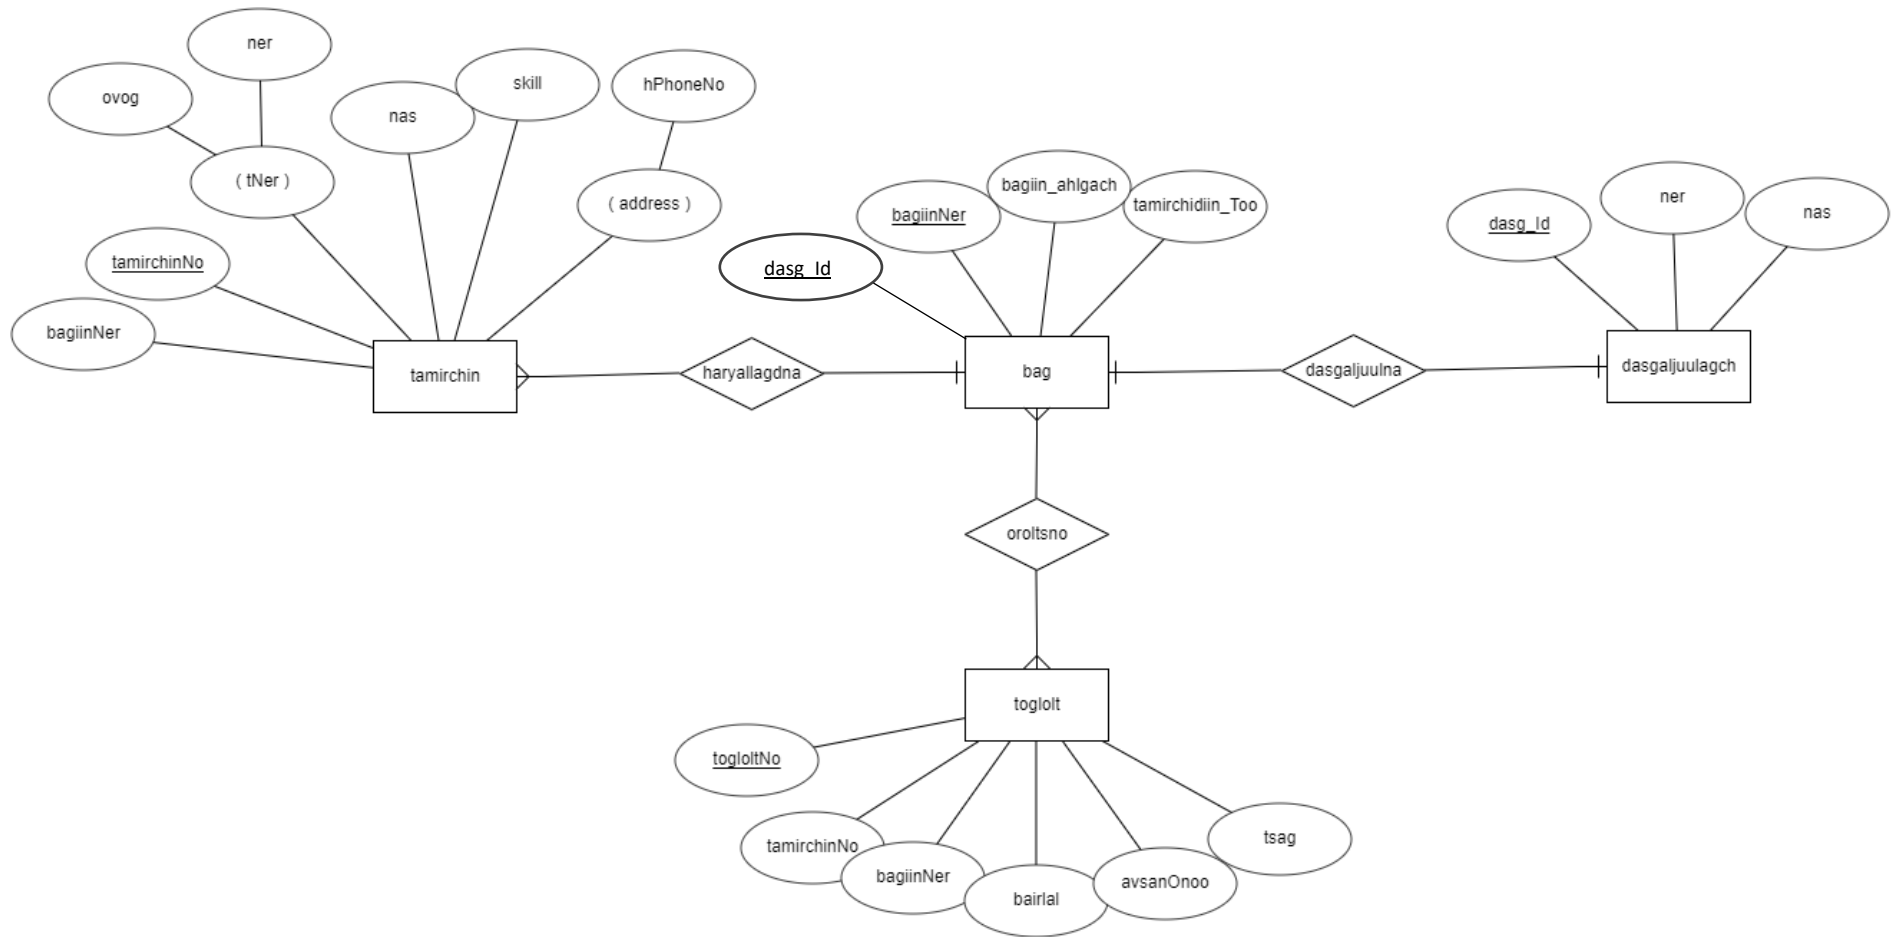 ner
ovog
skill
hPhoneNo
nas
( tNer )
( address )
tamirchinNo
bagiinNer
tamirchin
haryallagdna
dasg_Id
bagiinNer
bagiin_ahlgach
tamirchidiin_Too
bag
dasgaljuulna
dasg_Id
ner
nas
dasgaljuulagch
oroltsno
toglolt
togloltNo
tamirchinNo
bagiinNer
bairlal
avsanOnoo
tsag